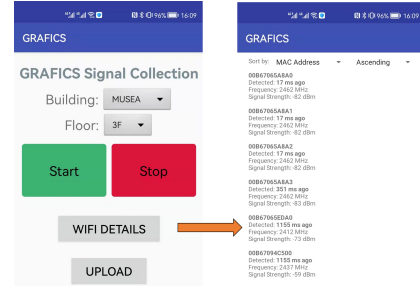 96% 16:09
GRAFICS
GRAFICS Signal Collection
Building: MUSEA
Floor: 3F
Start Stop
WIFI DETAILS
UPLOAD
96% 16:09
GRAFICS
Sort by: MAC Address Ascending
00B67065A8A0
Detected: 17 ms ago
Frequency: 2462 MHz
Signal Strength: -82 dBm
00B67065A8A1
Detected: 17 ms ago
Frequency: 2462 MHz
Signal Strength: -82 dBm
00B67065A8A2
Detected: 17 ms ago
Frequency: 2462 MHz
Signal Strength: -82 dBm
00B67065A8A3
Detected: 351 ms ago
Frequency: 2462 MHz
Signal Strength: -83 dBm
00B67065EDA0
Detected: 1155 ms ago
Frequency: 2412 MHz
Signal Strength: -73 dBm
00B67094C500
Detected: 1155 ms ago
Frequency: 2437 MHz
Signal Strength: -59 dBm